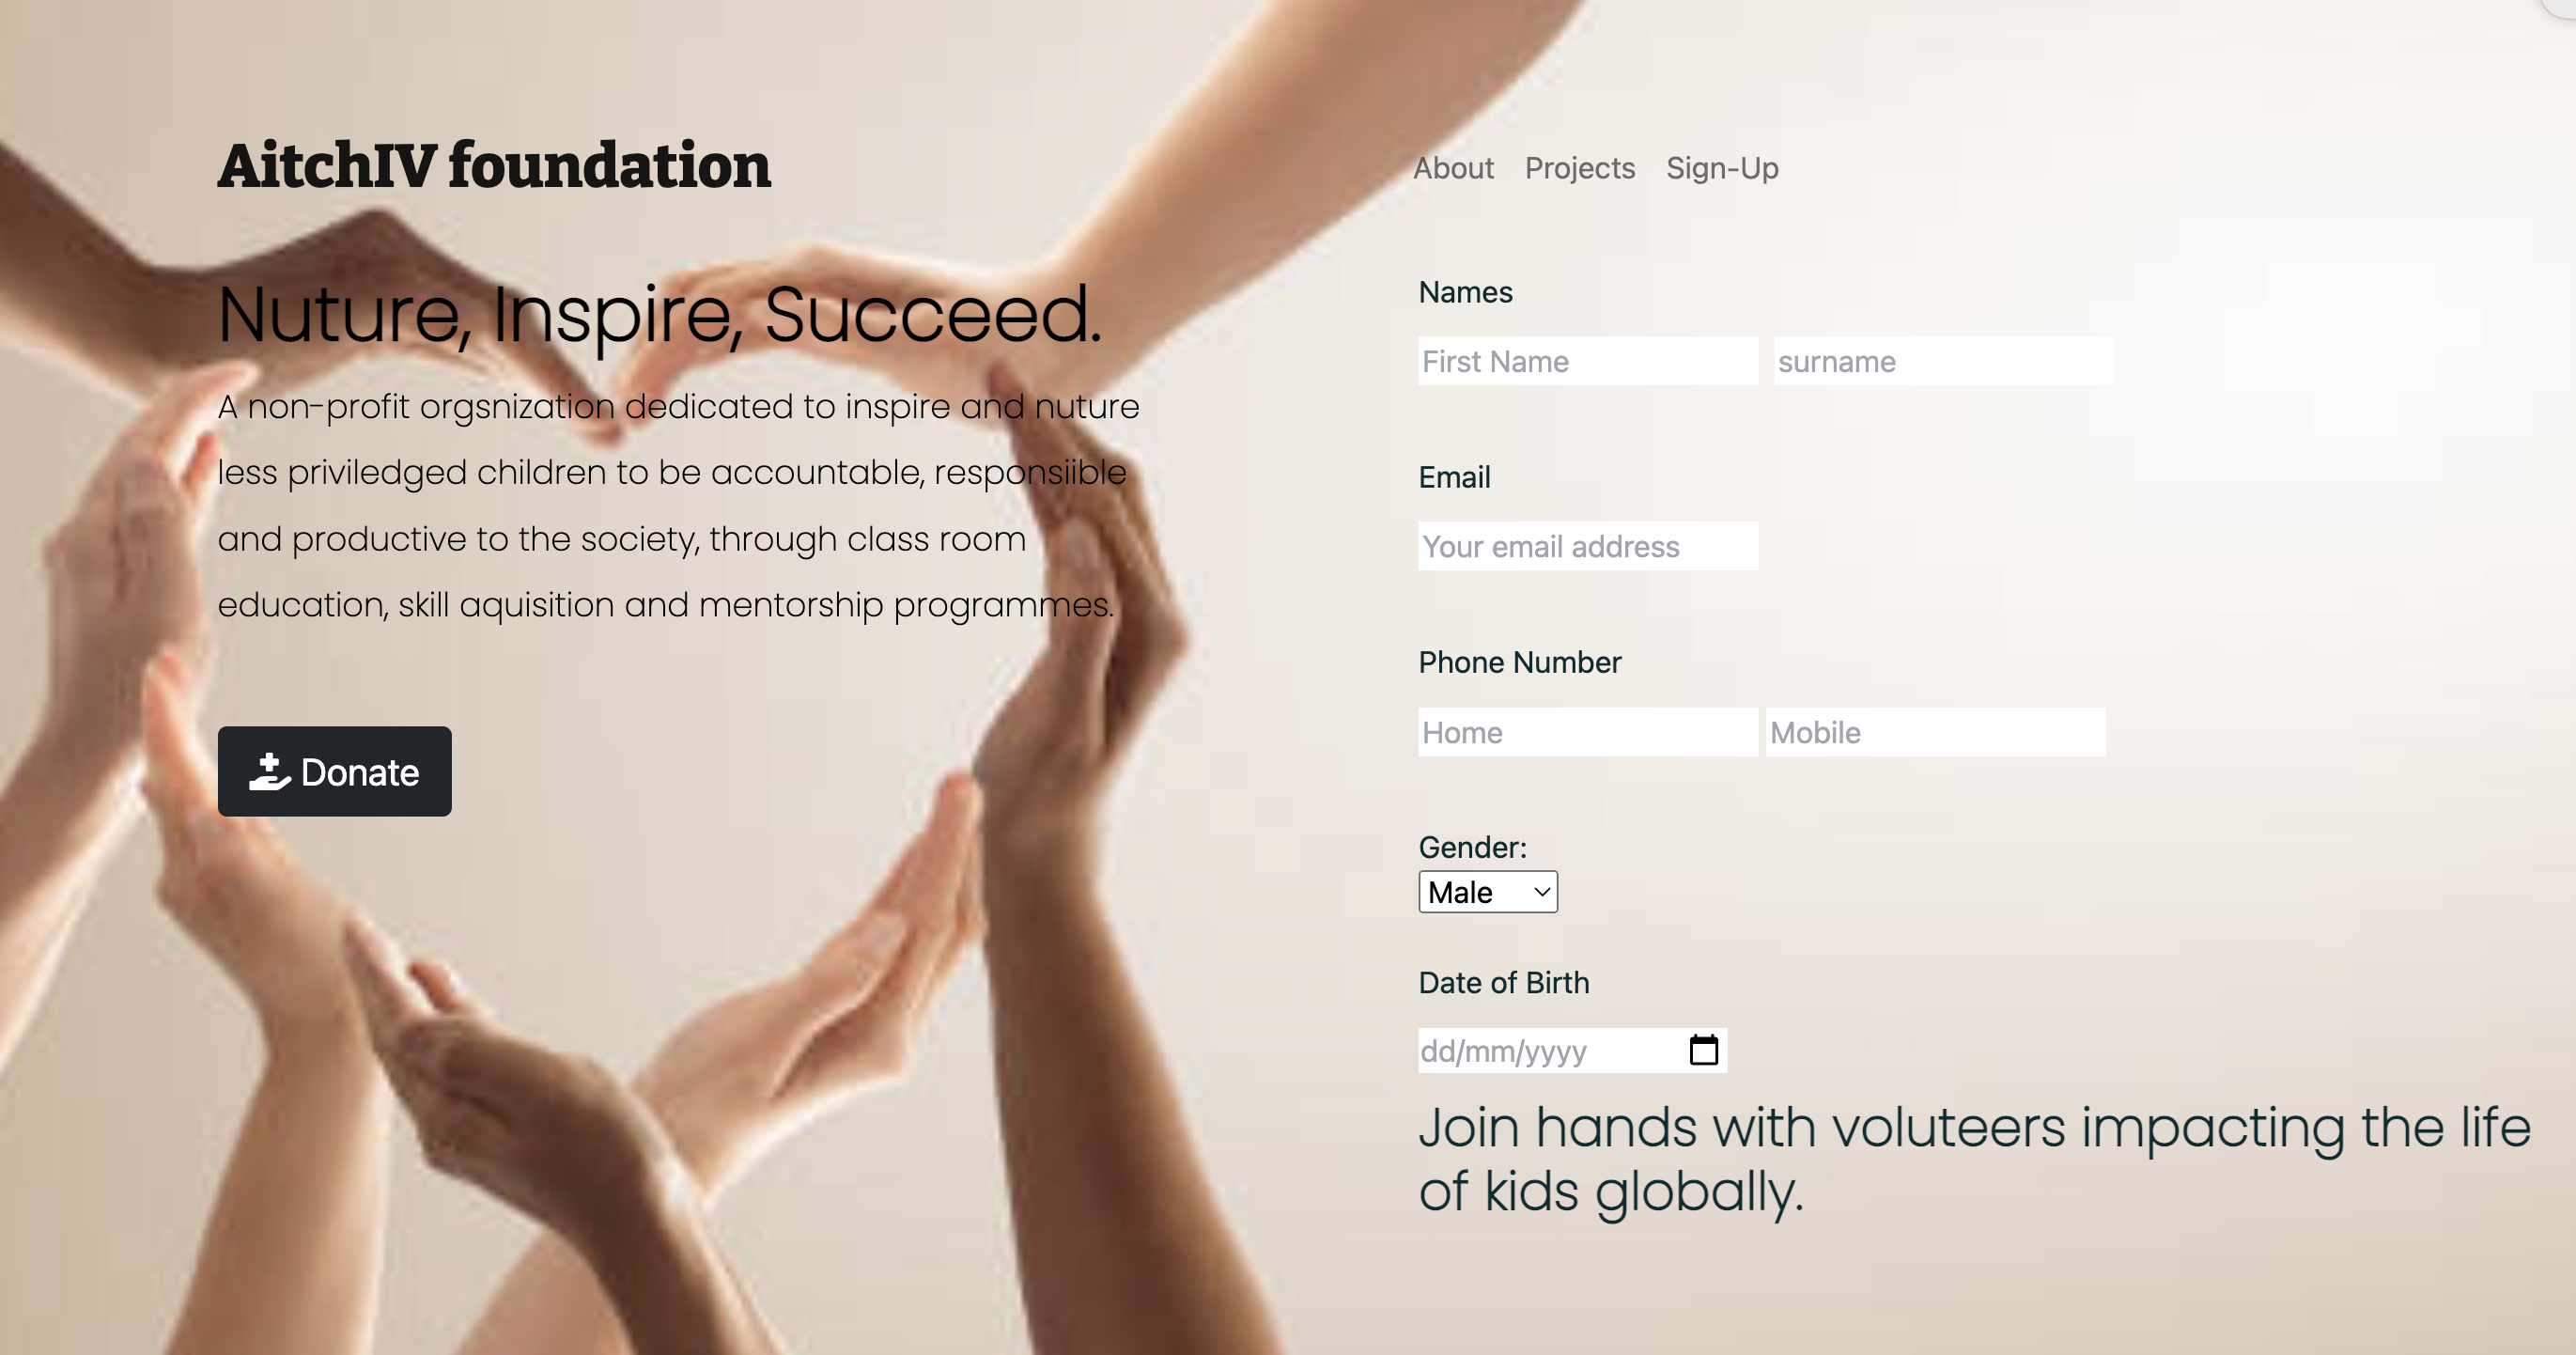 AitchIV foundation
About Projects Sign-Up
Nuture, Inspire, Succeed.
A non-profit orgsnization dedicated to inspire and nuture
less priviledged children to be accountable, responsiible
and productive to the society, through class room
education, skill aquisition and mentorship programmes.
Donate
Names
First Name surname
Email
Your email address
Phone Number
Home Mobile
Gender:
Male
Date of Birth
dd/mm/yyyy
Join hands with voluteers impacting the life
of kids globally.